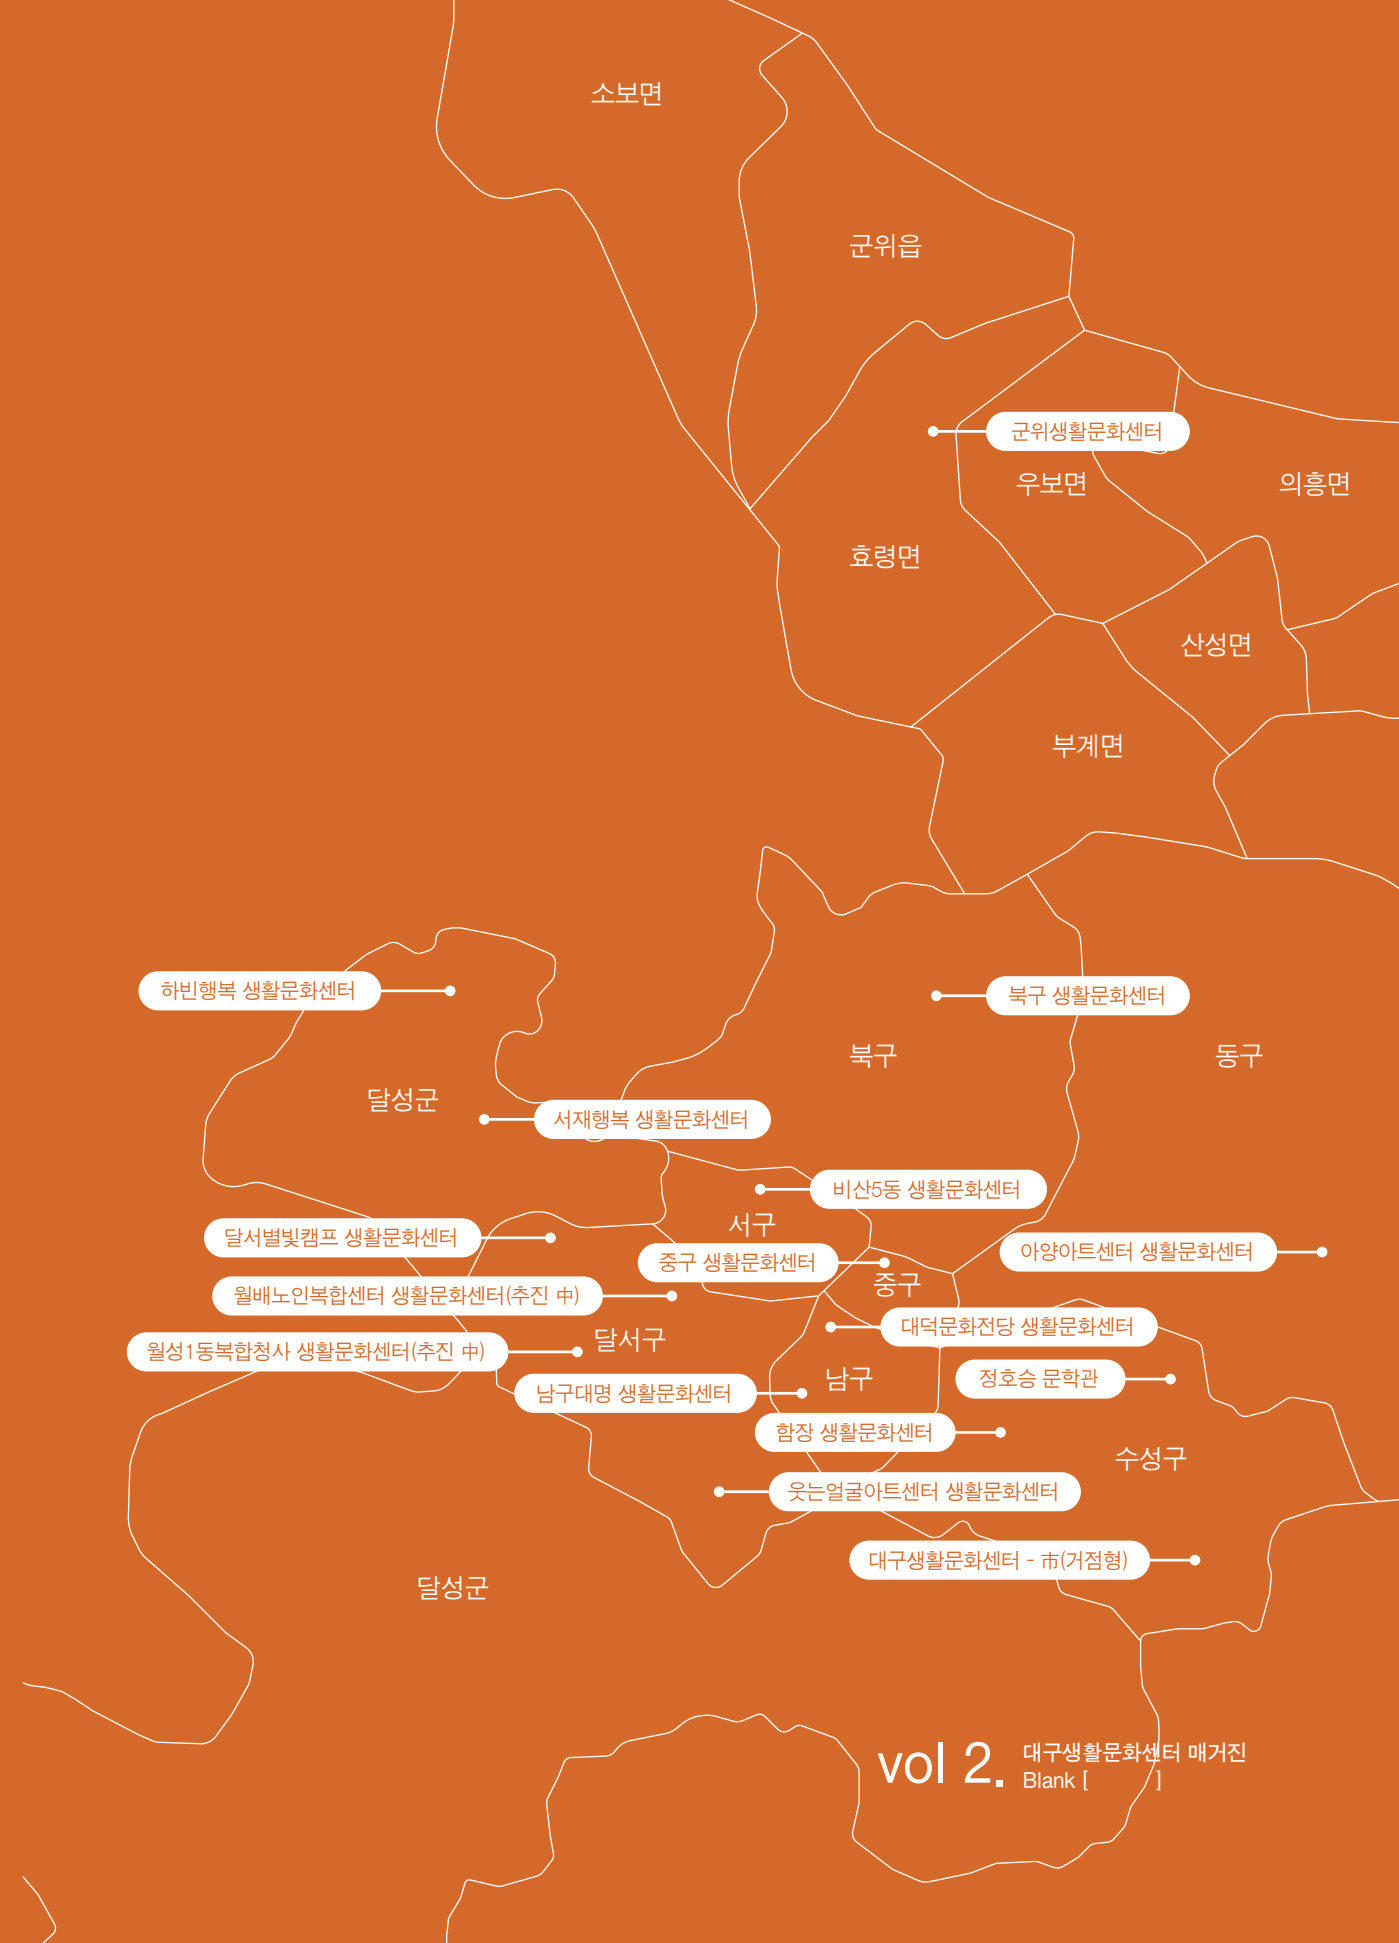 소보면
군위읍
군위생활문화센터
우보면
의흥면
효령면
산성면
부계면
하빈행복 생활문화센터
북구 생활문화센터
북구
동구
달성군
서재행복 생활문화센터
비산5동 생활문화센터
서구
달서별빛캠프 생활문화센터
아양아트센터 생활문화센터
중구 생활문화센터
중구
월배노인복합센터 생활문화센터(추진 中)
대덕문화전당 생활문화센터
달서구
월성1동복합청사 생활문화센터(추진 中)
남구
정호승 문학관
남구대명 생활문화센터
함장 생활문화센터
수성구
웃는얼굴아트센터 생활문화센터
대구생활문화센터 - 市(거점형)
달성군
vol 2.
대구생활문화센터 매거진
Blank [ ]